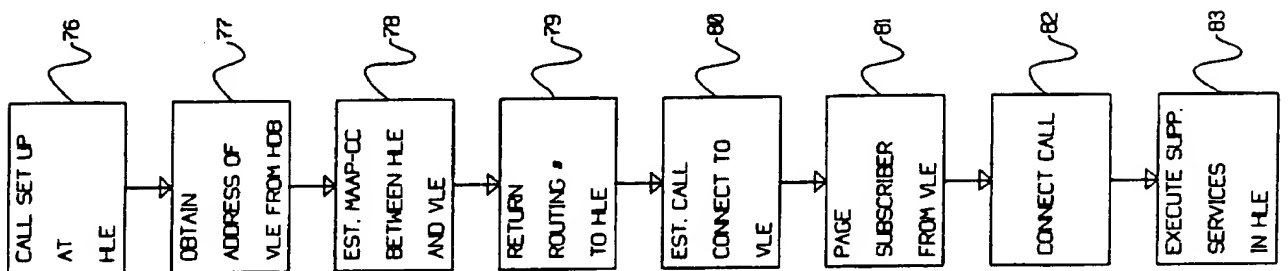 CALL SET UP
AT
HLE
76
OBTAIN
ADDRESS OF
VLE FROM HDB
77
EST. MAAP-CC
BETWEEN HLE
AND VLE
78
RETURN
ROUTING #
TO HLE
79
EST. CALL
CONNECT TO
VLE
80
PAGE
SUBSCRIBER
FROM VLE
81
CONNECT CALL
82
EXECUTE SUPP.
SERVICES
IN HLE
83